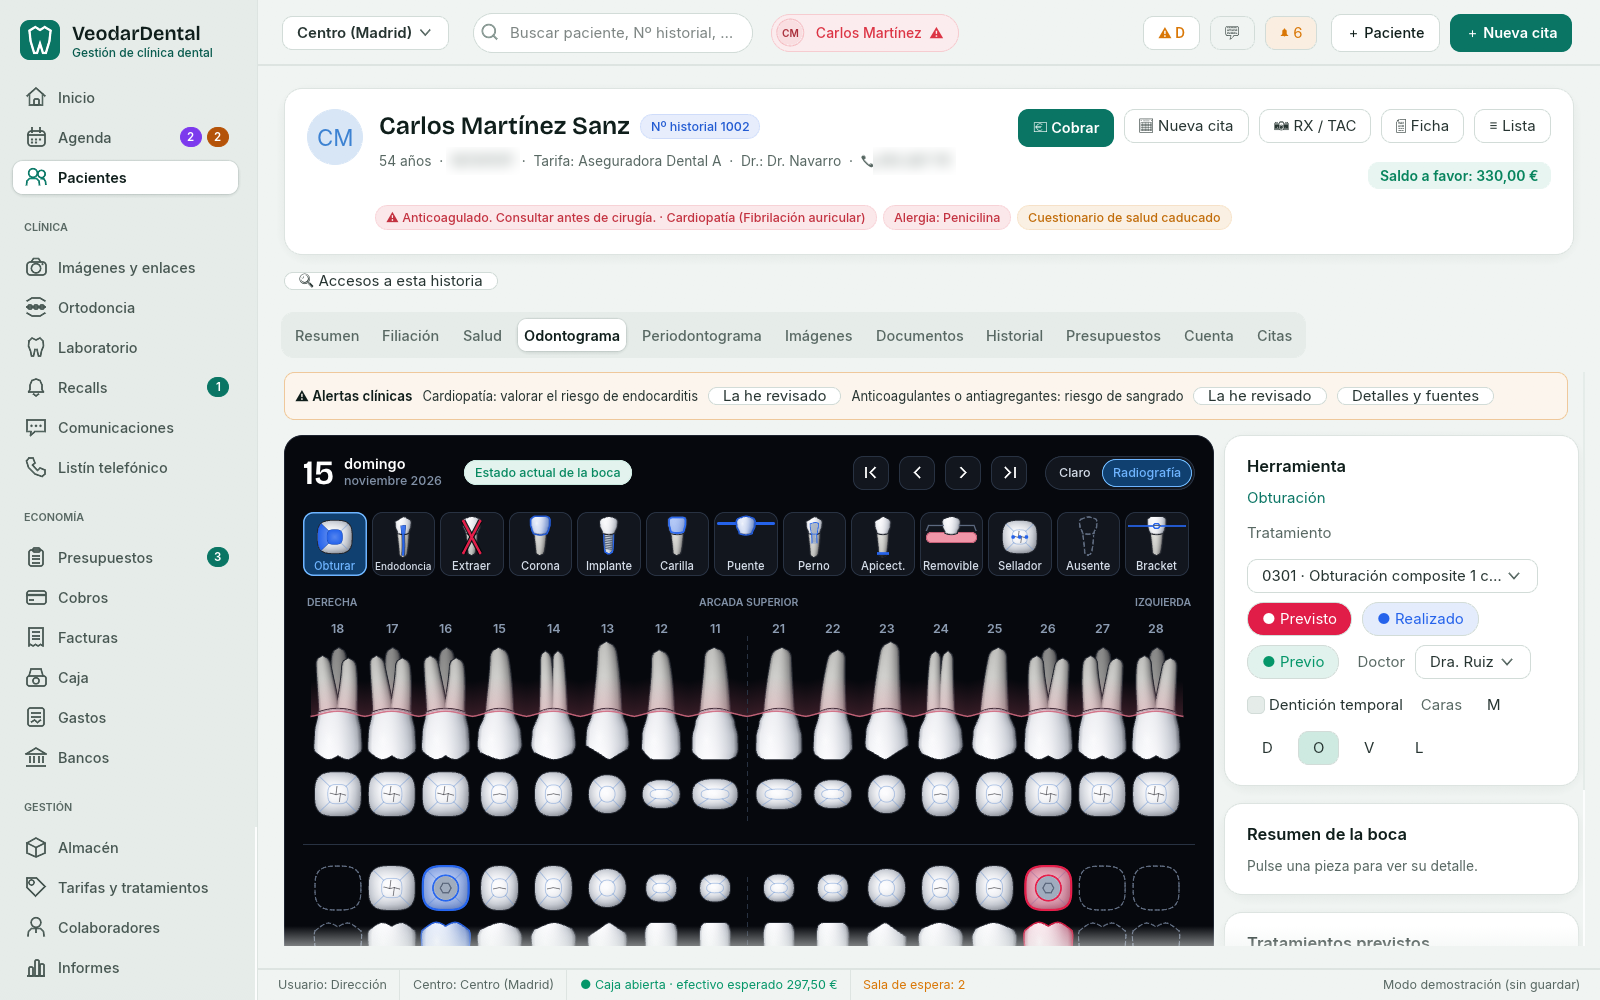 VeodarDental
Gestión de clínica dental
Inicio
Agenda 2 2
Pacientes
CLÍNICA
Imágenes y enlaces
Ortodoncia
Laboratorio
Recalls 1
Comunicaciones
Listín telefónico
ECONOMÍA
Presupuestos 3
Cobros
Facturas
Caja
Gastos
Bancos
GESTIÓN
Almacén
Tarifas y tratamientos
Colaboradores
Informes
Centro (Madrid)
Buscar paciente, Nº historial, ...
CM Carlos Martínez
D
6
+ Paciente
+ Nueva cita
CM
Carlos Martínez Sanz Nº historial 1002
54 años · · Tarifa: Aseguradora Dental A · Dr.: Dr. Navarro ·
Cobrar
Nueva cita
RX / TAC
Ficha
Lista
Saldo a favor: 330,00 €
Anticoagulado. Consultar antes de cirugía. · Cardiopatía (Fibrilación auricular)
Alergia: Penicilina
Cuestionario de salud caducado
Accesos a esta historia
Resumen Filiación Salud Odontograma Periodontograma Imágenes Documentos Historial Presupuestos Cuenta Citas
Alertas clínicas Cardiopatía: valorar el riesgo de endocarditis La he revisado Anticoagulantes o antiagregantes: riesgo de sangrado La he revisado Detalles y fuentes
15 domingo
noviembre 2026
Estado actual de la boca
Claro Radiografía
Obturar Endodoncia Extraer Corona Implante Carilla Puente Perno Apicect. Removible Sellador Ausente Bracket
DERECHA ARCADA SUPERIOR IZQUIERDA
18 17 16 15 14 13 12 11 21 22 23 24 25 26 27 28
Herramienta
Obturación
Tratamiento
0301 · Obturación composite 1 c...
Previsto Realizado
Previo Doctor Dra. Ruiz
Dentición temporal Caras M
D O V L
Resumen de la boca
Pulse una pieza para ver su detalle.
Tratamientos previstos
Usuario: Dirección
Centro: Centro (Madrid)
Caja abierta · efectivo esperado 297,50 €
Sala de espera: 2
Modo demostración (sin guardar)